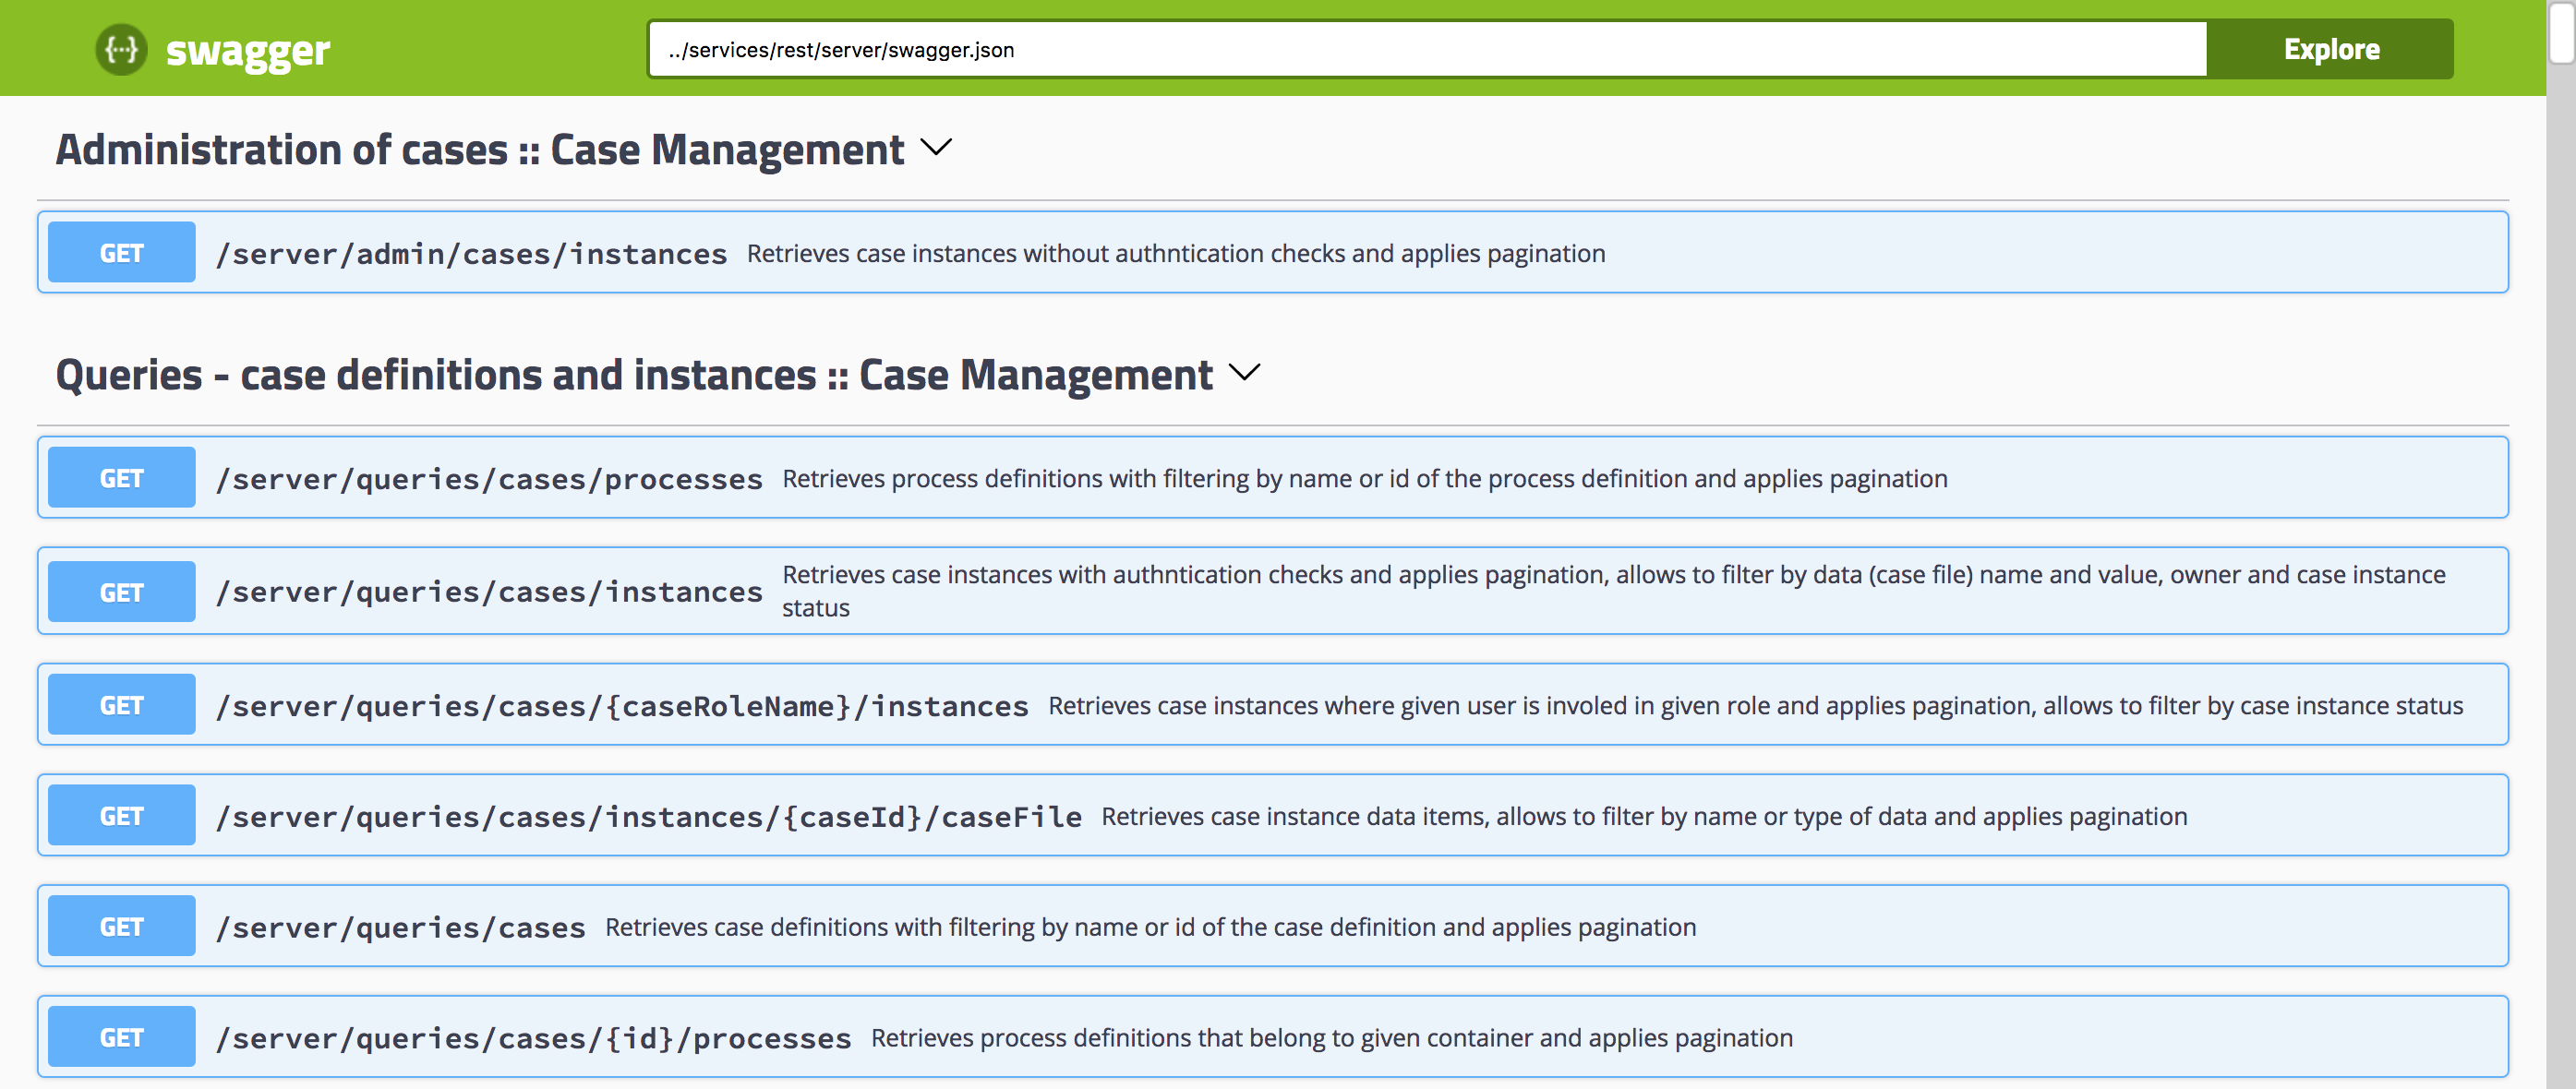 {···} swagger
../services/rest/server/swagger.json
Explore
Administration of cases :: Case Management
GET /server/admin/cases/instances Retrieves case instances without authntication checks and applies pagination
Queries - case definitions and instances :: Case Management
GET /server/queries/cases/processes Retrieves process definitions with filtering by name or id of the process definition and applies pagination
GET /server/queries/cases/instances Retrieves case instances with authntication checks and applies pagination, allows to filter by data (case file) name and value, owner and case instance
status
GET /server/queries/cases/{caseRoleName}/instances Retrieves case instances where given user is involed in given role and applies pagination, allows to filter by case instance status
GET /server/queries/cases/instances/{caseId}/caseFile Retrieves case instance data items, allows to filter by name or type of data and applies pagination
GET /server/queries/cases Retrieves case definitions with filtering by name or id of the case definition and applies pagination
GET /server/queries/cases/{id}/processes Retrieves process definitions that belong to given container and applies pagination